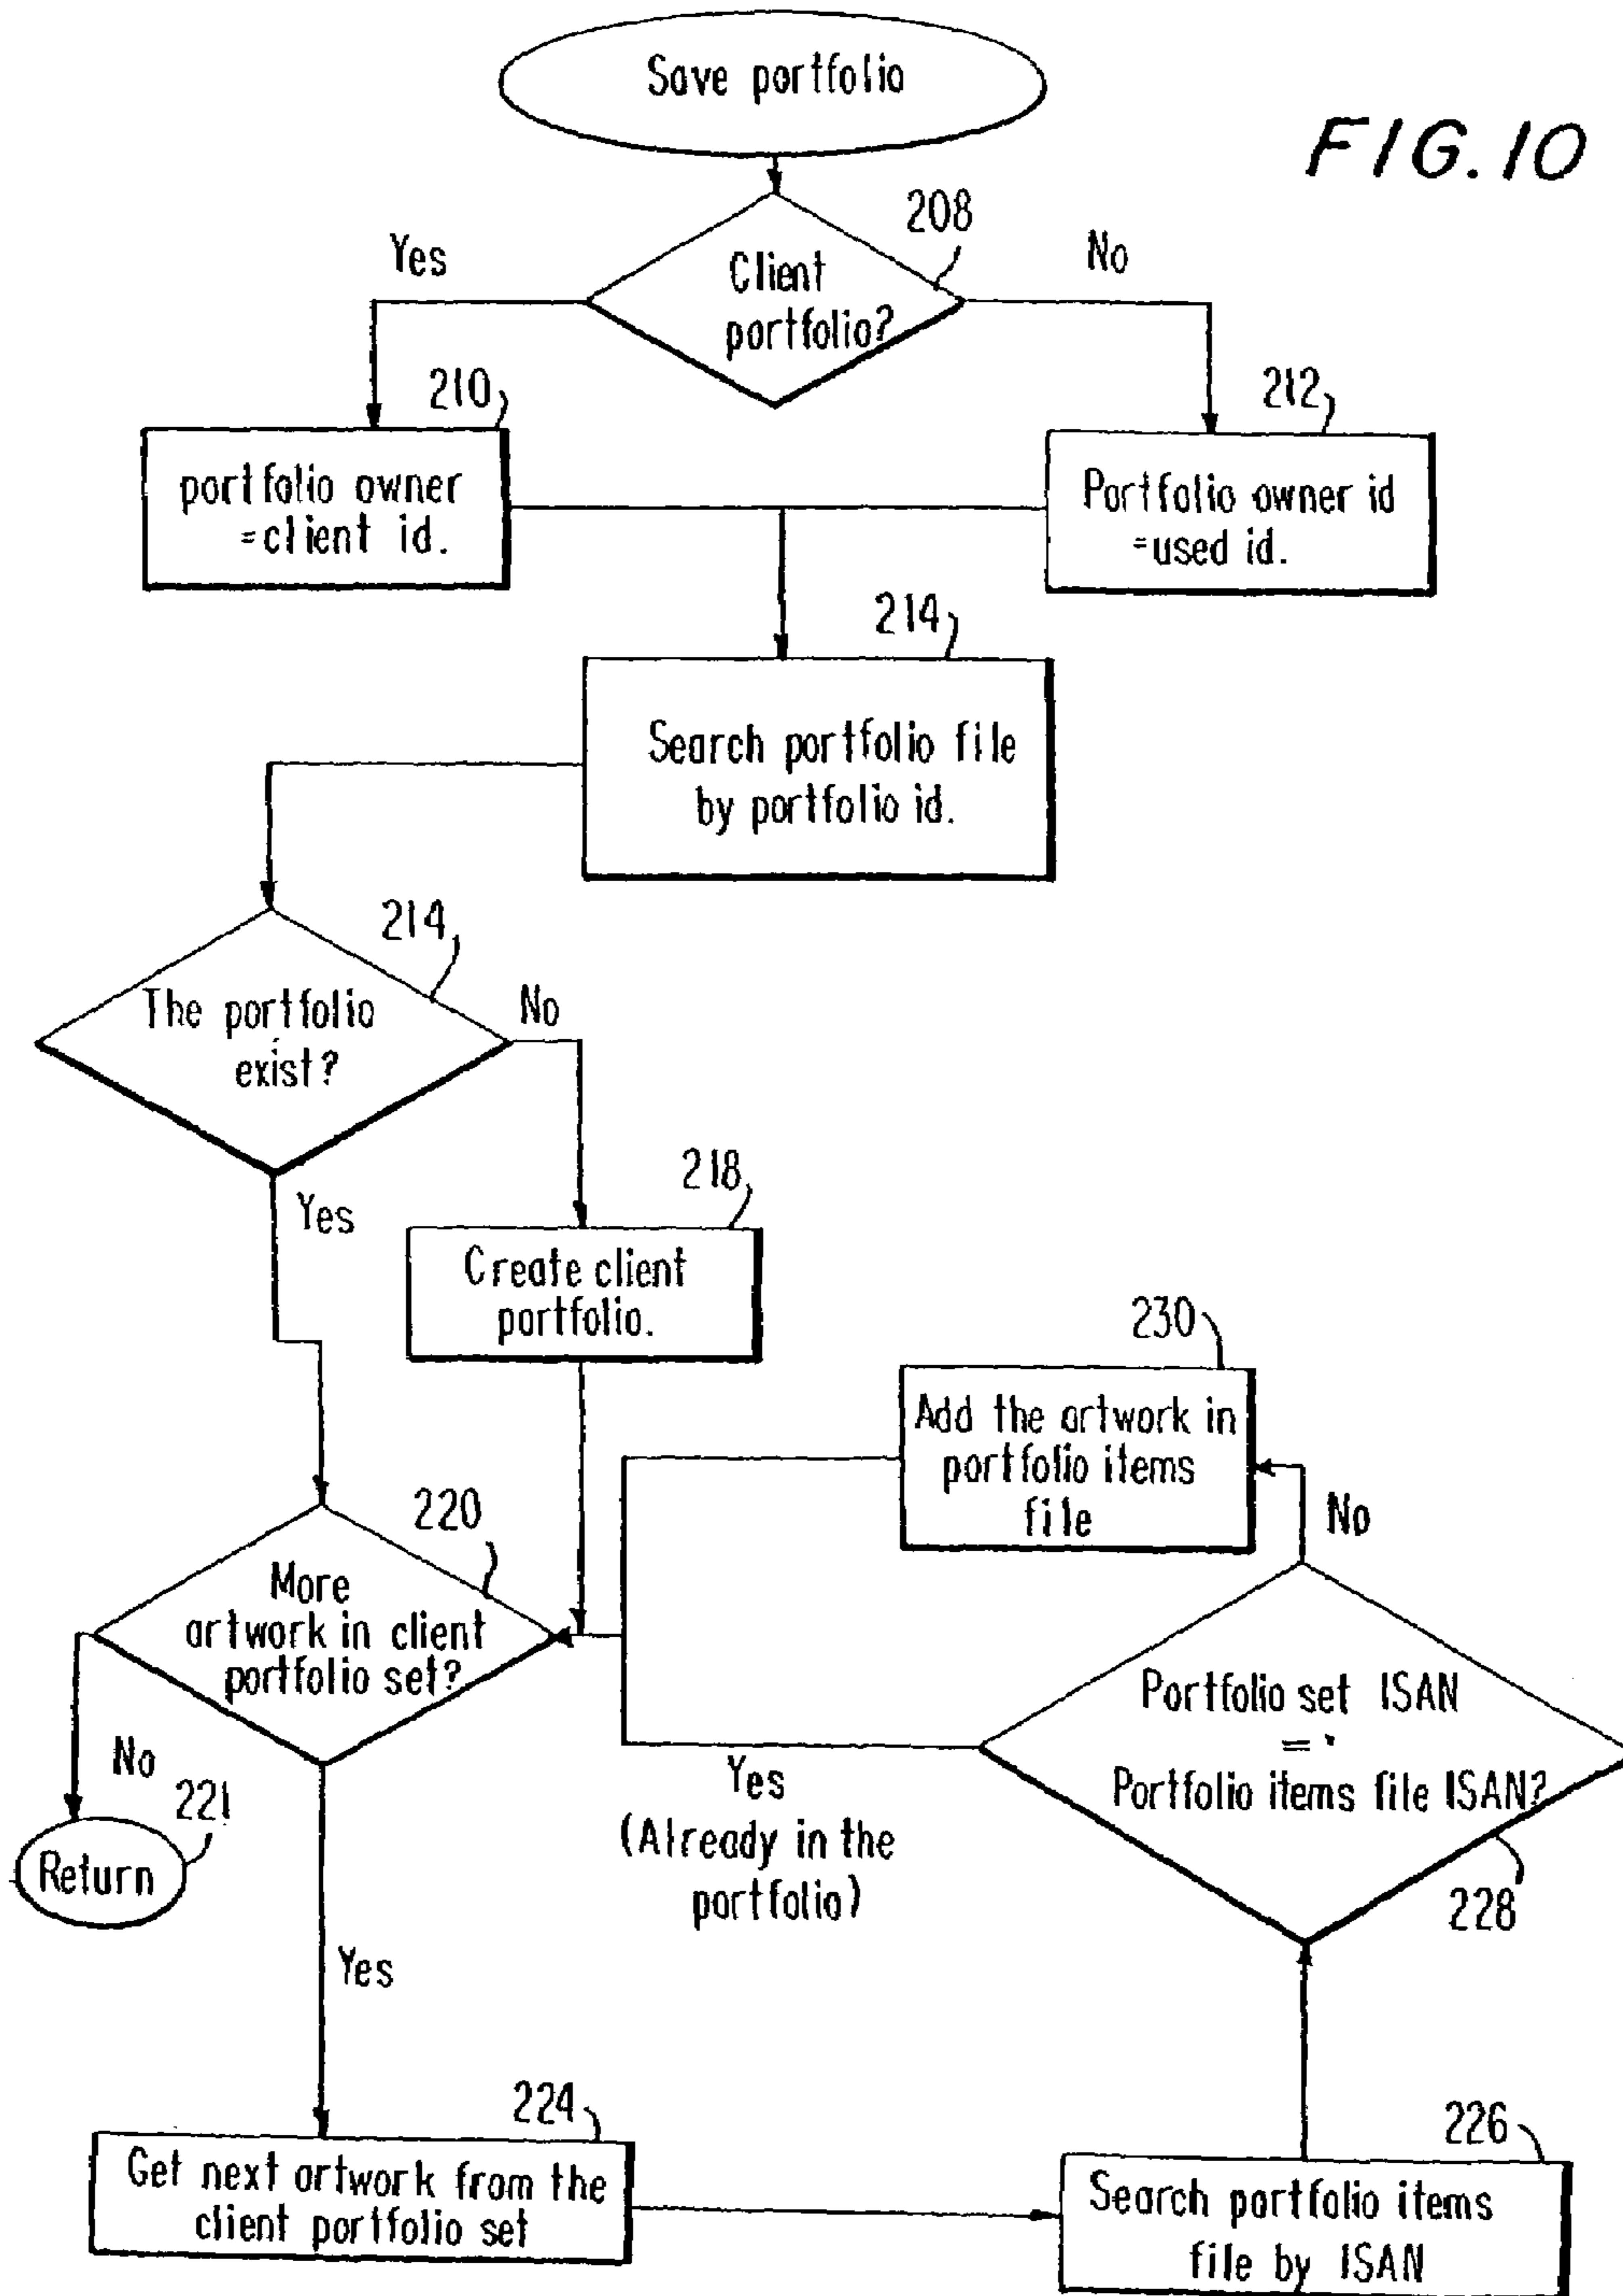 Save portfolio
FIG. 10
208
Yes
Client
portfolio?
No
210
212
portfolio owner
=client id.
Portfolio owner id
=used id.
214
Search portfolio file
by portfolio id.
214
The portfolio
exist?
No
Yes
218
Create client
portfolio.
230
Add the artwork in
portfolio items
file
No
220
More
artwork in client
portfolio set?
Portfolio set ISAN
=
Portfolio items file ISAN?
No
221
Return
Yes
(Already in the
portfolio)
228
Yes
224
Get next artwork from the
client portfolio set
226
Search portfolio items
file by ISAN